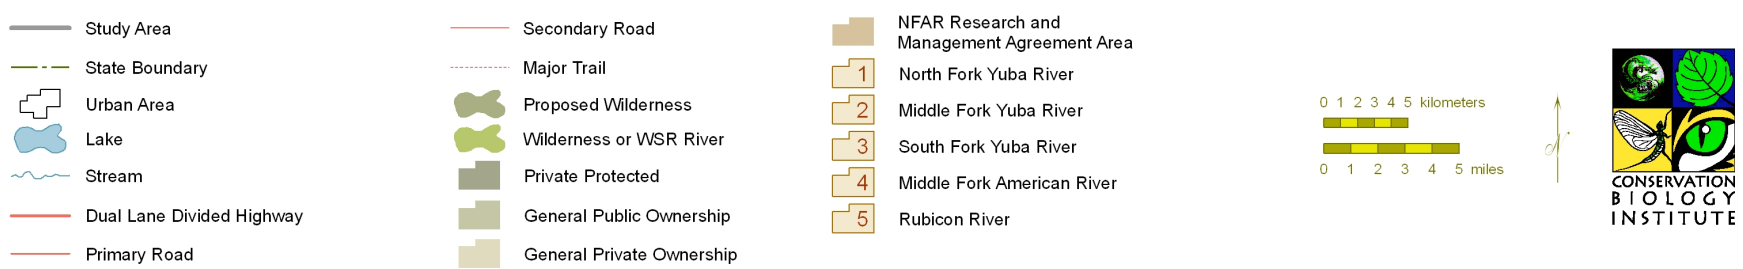 Study Area
State Boundary
Urban Area
Lake
Stream
Dual Lane Divided Highway
Primary Road
Secondary Road
Major Trail
Proposed Wilderness
Wilderness or WSR River
Private Protected
General Public Ownership
General Private Ownership
NFAR Research and
Management Agreement Area
1 North Fork Yuba River
2 Middle Fork Yuba River
3 South Fork Yuba River
4 Middle Fork American River
5 Rubicon River
0 1 2 3 4 5 kilometers
0 1 2 3 4 5 miles
N
CONSERVATION
BIOLOGY
INSTITUTE